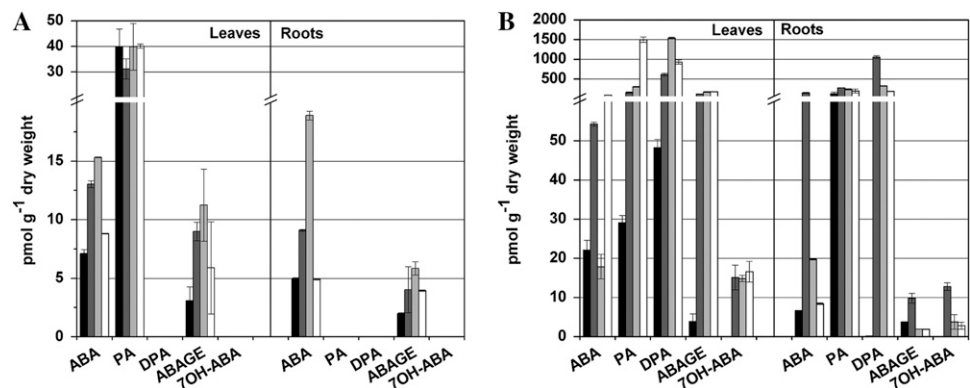 A
Leaves
Roots
50
40
30
15
10
5
0
pmol g⁻¹ dry weight
ABA
PA
DPA
ABAGE
7OH-ABA
ABA
PA
DPA
ABAGE
7OH-ABA
B
Leaves
Roots
2000
1500
1000
500
50
40
30
20
10
0
pmol g⁻¹ dry weight
ABA
PA
DPA
ABAGE
7OH-ABA
ABA
PA
DPA
ABAGE
7OH-ABA